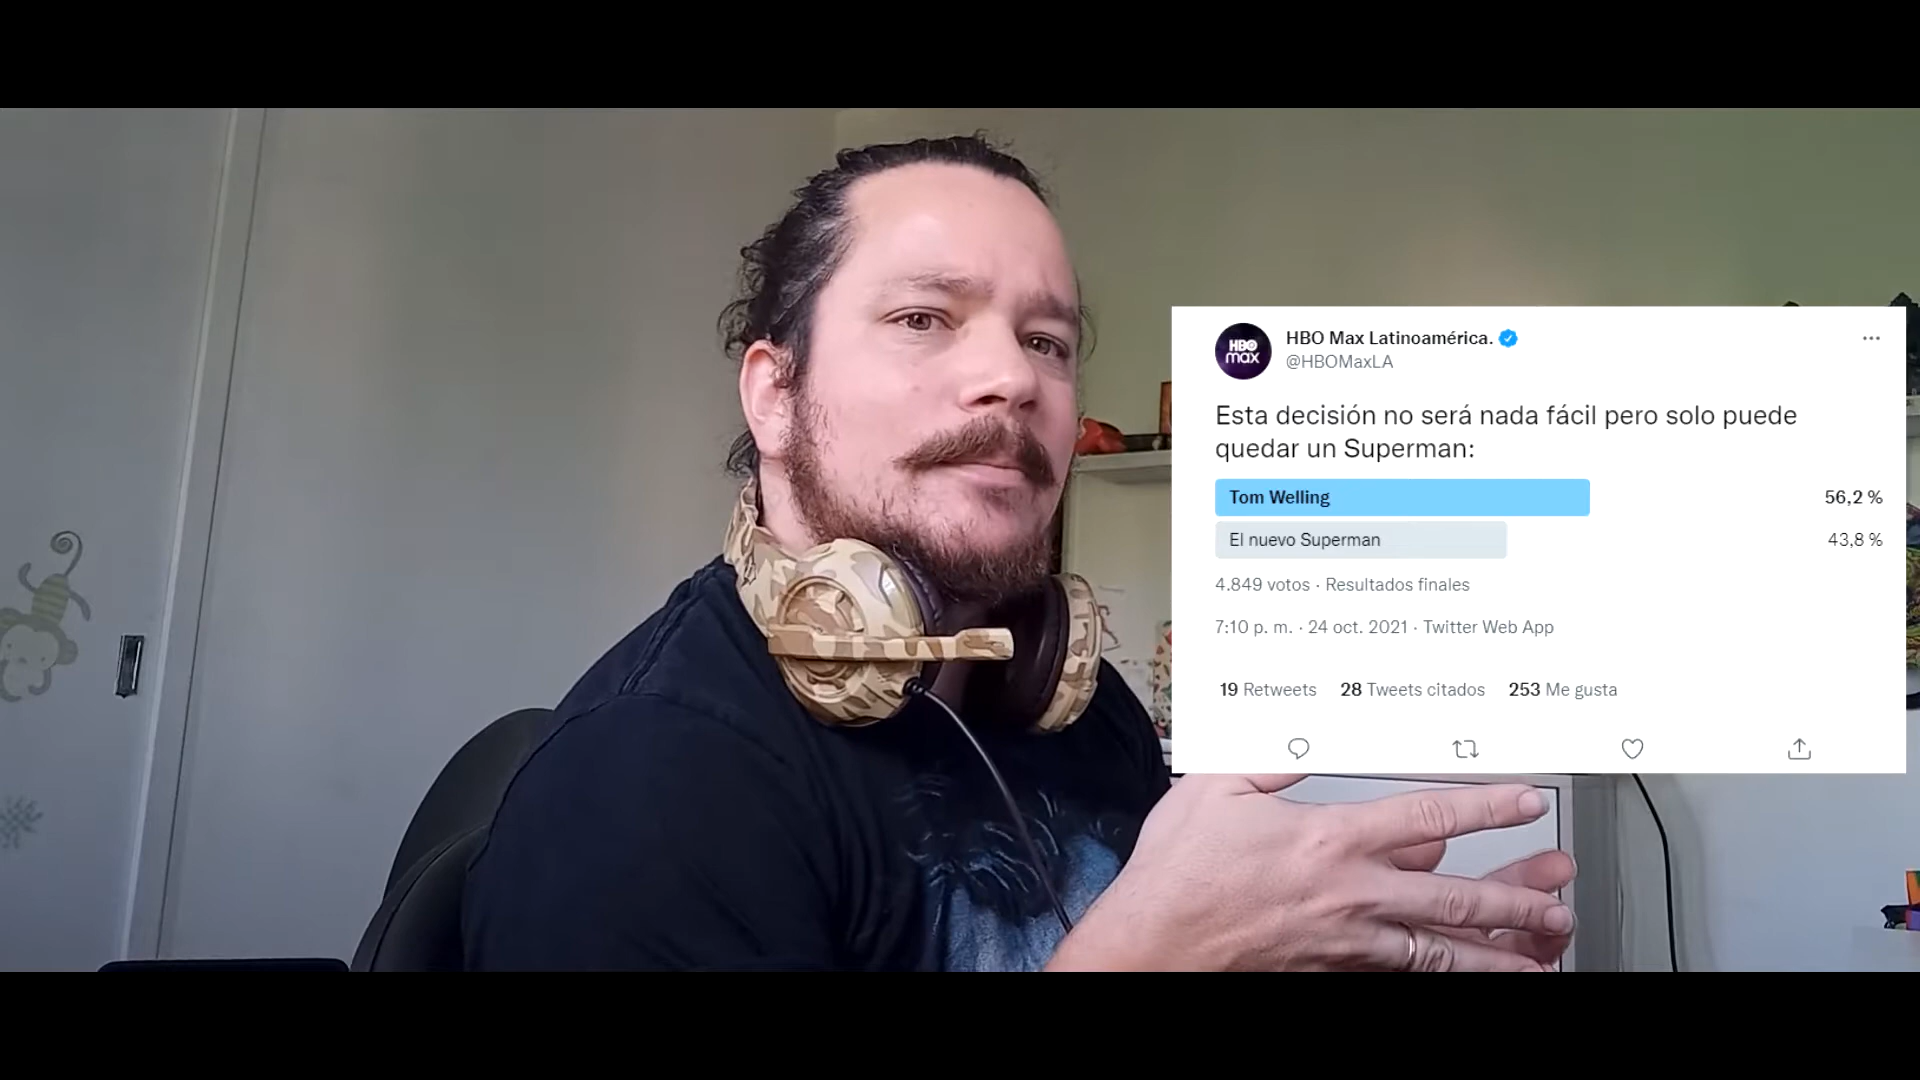 HBO
max
HBO Max Latinoamérica.
@HBOMaxLA
Esta decisión no será nada fácil pero solo puede
quedar un Superman:
Tom Welling 56,2 %
El nuevo Superman 43,8 %
4.849 votos · Resultados finales
7:10 p. m. · 24 oct. 2021 · Twitter Web App
19 Retweets 28 Tweets citados 253 Me gusta